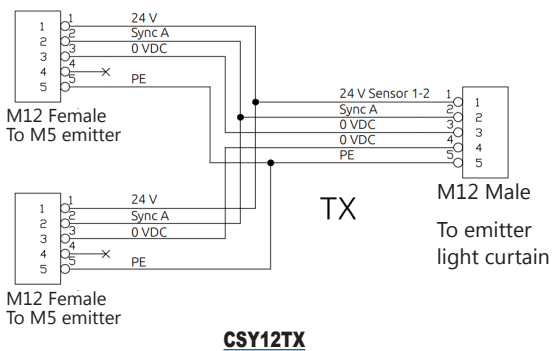 1 1 24 V
2 2 Sync A
3 3 0 VDC
4 4
5 5 PE
M12 Female
To M5 emitter
24 V Sensor 1-2 1 1
Sync A 2 2
0 VDC 3 3
0 VDC 4 4
PE 5 5
M12 Male
To emitter
light curtain
TX
1 1 24 V
2 2 Sync A
3 3 0 VDC
4 4
5 5 PE
M12 Female
To M5 emitter
CSY12TX